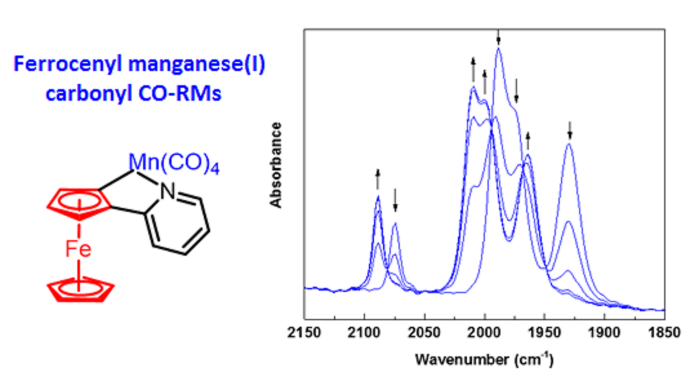 Ferrocenyl manganese(I)
carbonyl CO-RMs
Mn(CO)4
N
Fe
Absorbance
2150 2100 2050 2000 1950 1900 1850
Wavenumber (cm-1)